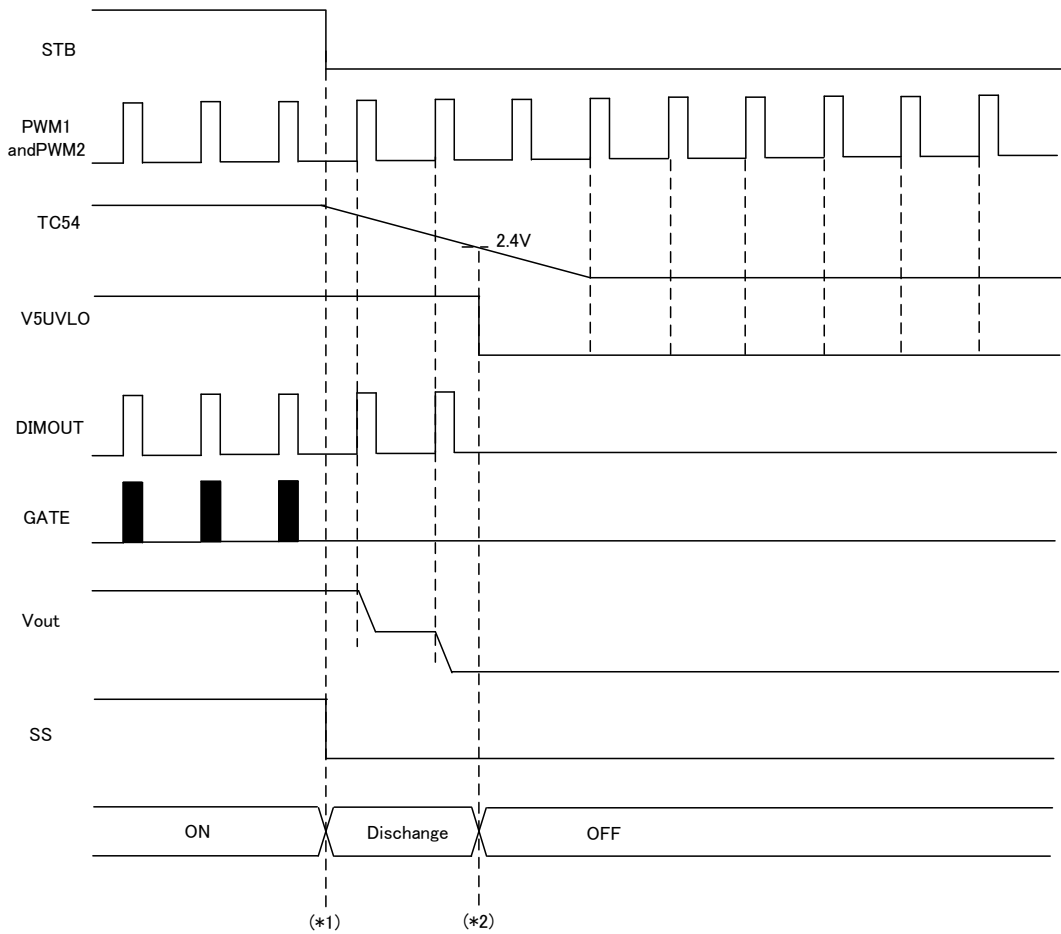 STB
PWM1
andPWM2
TC54
2.4V
V5UVLO
DIMOUT
GATE
Vout
SS
ON Dischange OFF
(*1) (*2)